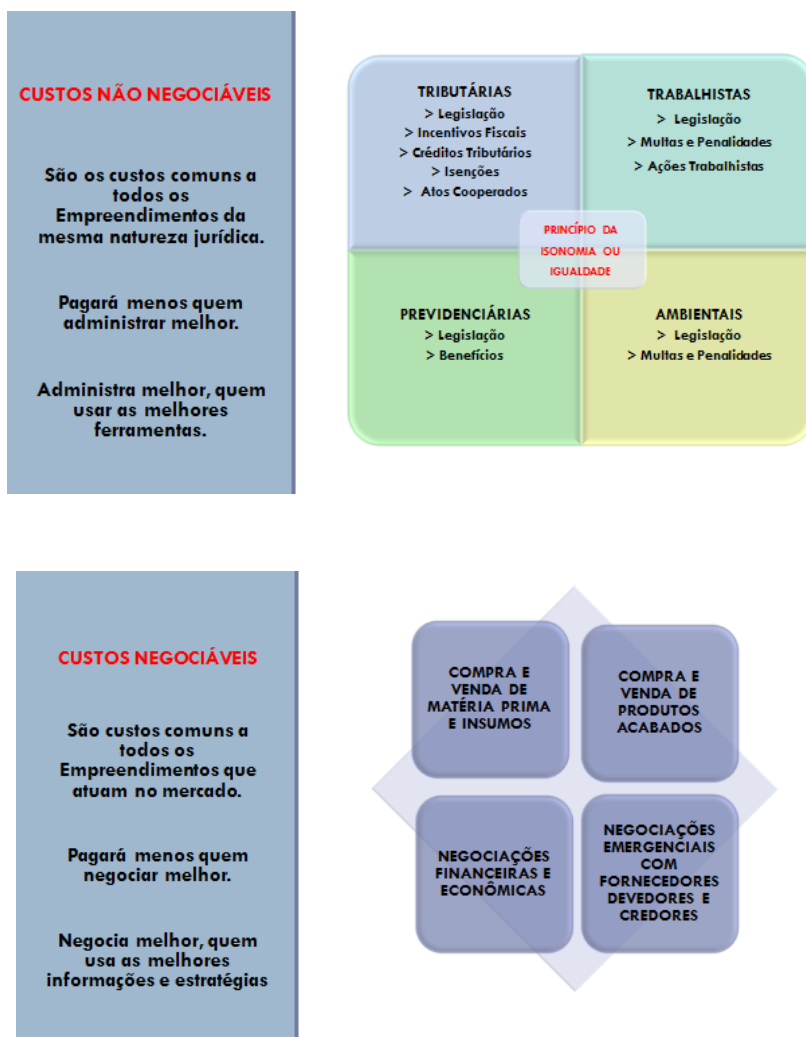 CUSTOS NÃO NEGOCIÁVEIS
São os custos comuns a
todos os
Empreendimentos da
mesma natureza jurídica.
Pagará menos quem
administrar melhor.
Administra melhor, quem
usar as melhores
ferramentas.
TRIBUTÁRIAS
> Legislação
> Incentivos Fiscais
> Créditos Tributários
> Isenções
> Atos Cooperados
TRABALHISTAS
> Legislação
> Multas e Penalidades
> Ações Trabalhistas
PRINCÍPIO DA
ISONOMIA OU
IGUALDADE
PREVIDENCIÁRIAS
> Legislação
> Benefícios
AMBIENTAIS
> Legislação
> Multas e Penalidades
CUSTOS NEGOCIÁVEIS
São custos comuns a
todos os
Empreendimentos que
atuam no mercado.
Pagará menos quem
negociar melhor.
Negocia melhor, quem
usa as melhores
informações e estratégias
COMPRA E
VENDA DE
MATÉRIA PRIMA
E INSUMOS
COMPRA E
VENDA DE
PRODUTOS
ACABADOS
NEGOCIAÇÕES
FINANCEIRAS E
ECONÔMICAS
NEGOCIAÇÕES
EMERGENCIAIS
COM
FORNECEDORES
DEVEDORES E
CREDORES